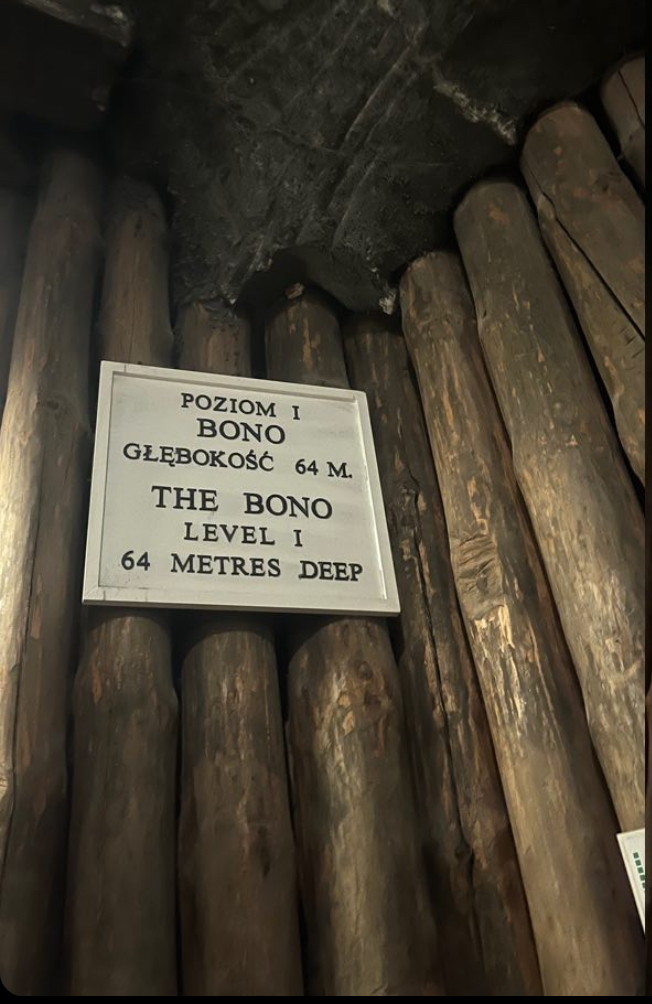 POZIOM I
BONO
GŁĘBOKOŚĆ 64 M.
THE BONO
LEVEL I
64 METRES DEEP